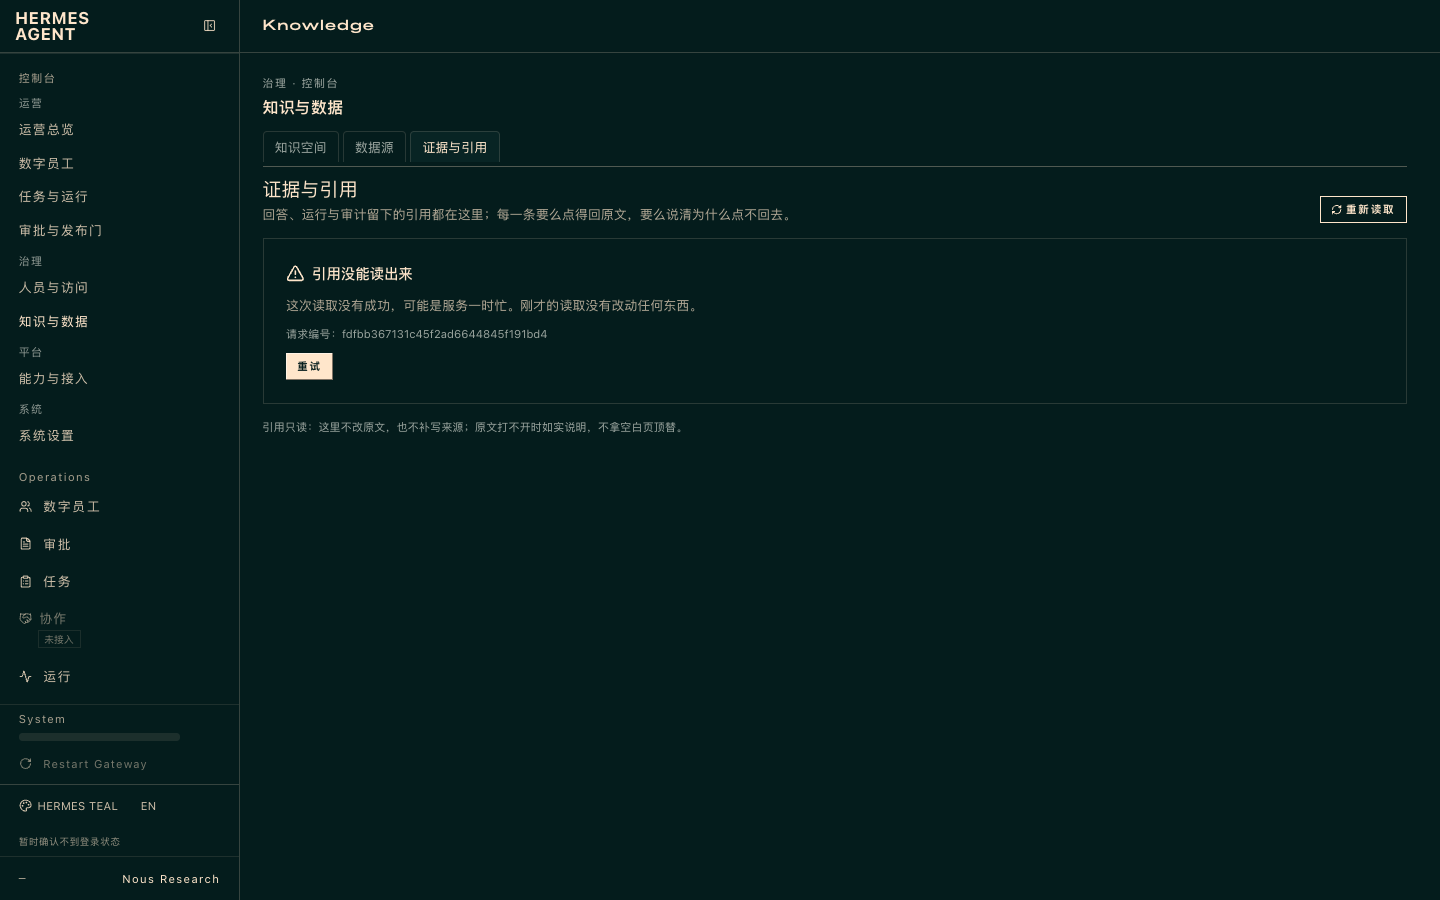 HERMES
AGENT
控制台
运营
运营总览
数字员工
任务与运行
审批与发布门
治理
人员与访问
知识与数据
平台
能力与接入
系统
系统设置
Operations
数字员工
审批
任务
协作
未接入
运行
System
Restart Gateway
HERMES TEAL EN
暂时确认不到登录状态
– Nous Research
Knowledge
治理 · 控制台
知识与数据
知识空间 数据源 证据与引用
证据与引用
回答、运行与审计留下的引用都在这里；每一条要么点得回原文，要么说清为什么点不回去。
重新读取
引用没能读出来
这次读取没有成功，可能是服务一时忙。刚才的读取没有改动任何东西。
请求编号：fdfbb367131c45f2ad6644845f191bd4
重试
引用只读：这里不改原文，也不补写来源；原文打不开时如实说明，不拿空白页顶替。